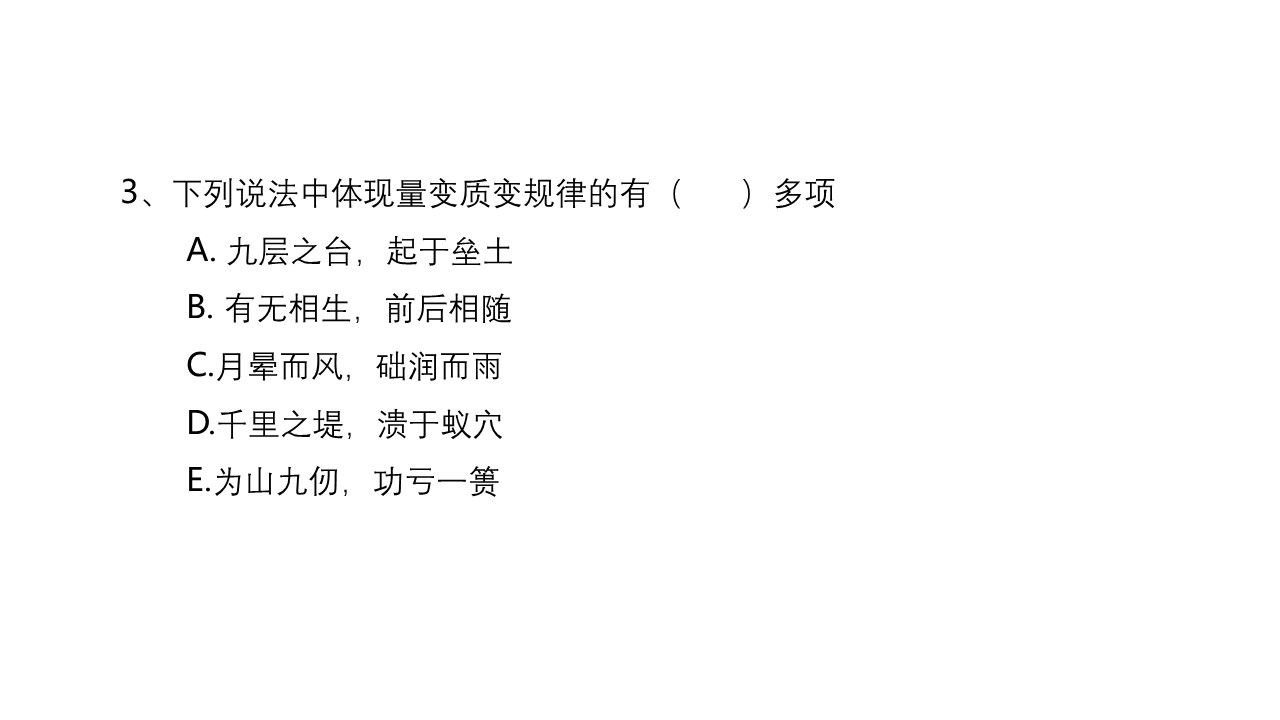 3、下列说法中体现量变质变规律的有（　　）多项
A. 九层之台，起于垒土
B. 有无相生，前后相随
C.月晕而风，础润而雨
D.千里之堤，溃于蚁穴
E.为山九仞，功亏一篑